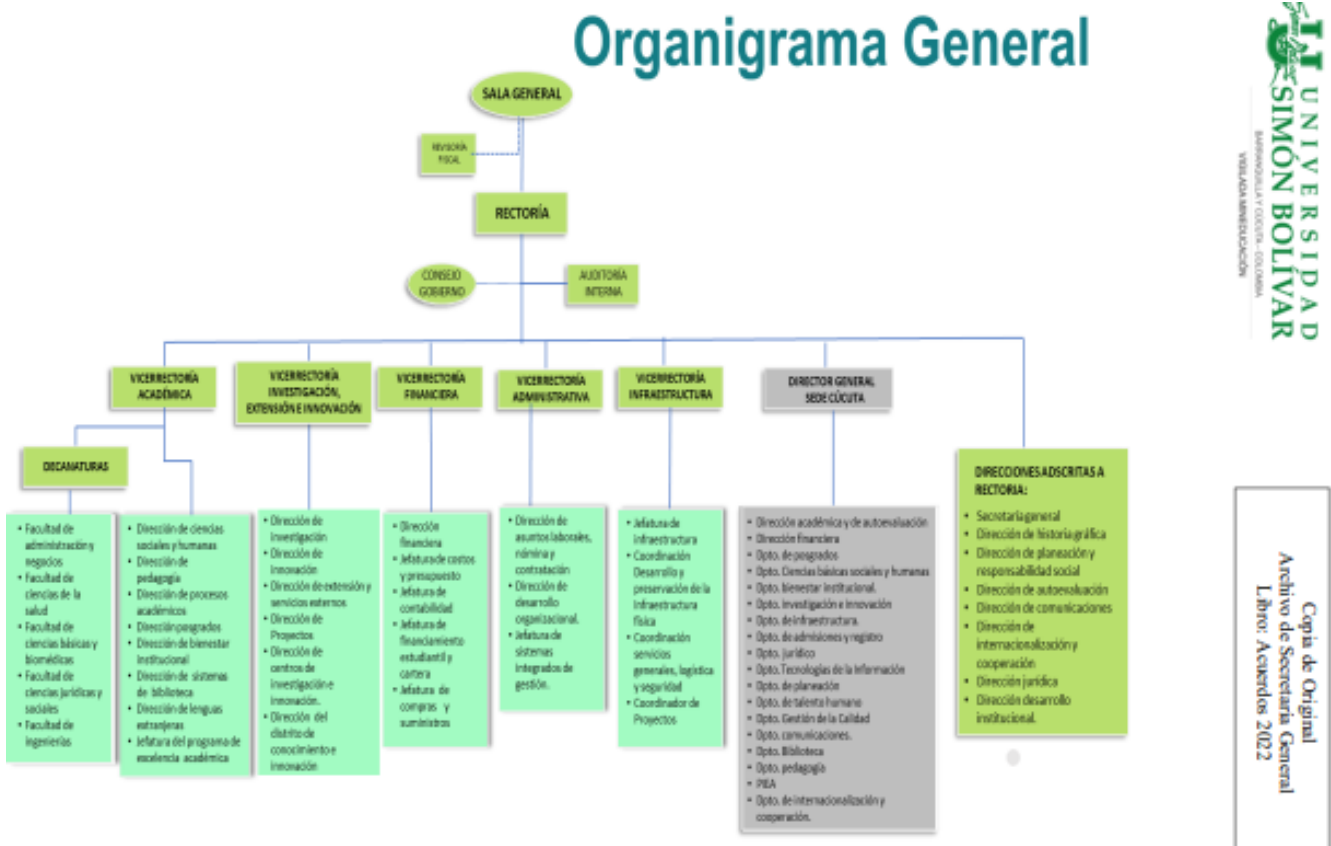 Organigrama General
SALA GENERAL
REVISORÍA
FISCAL
RECTORÍA
CONSEJO
GOBIERNO
AUDITORÍA
INTERNA
VICERRECTORÍA
ACADÉMICA
VICERRECTORÍA
INVESTIGACIÓN,
EXTENSIÓN E INNOVACIÓN
VICERRECTORÍA
FINANCIERA
VICERRECTORÍA
ADMINISTRATIVA
VICERRECTORÍA
INFRAESTRUCTURA
DIRECTOR GENERAL
SEDE CÚCUTA
DECANATURAS
• Facultad de
administración y
negocios
• Facultad de
ciencias de la
salud
• Facultad de
ciencias básicas y
biomédicas
• Facultad de
ciencias jurídicas y
sociales
• Facultad de
ingenierías
• Dirección de ciencias
sociales y humanas
• Dirección de
pedagogía
• Dirección de procesos
académicos
• Dirección posgrados
• Dirección de bienestar
institucional
• Dirección de sistemas
de biblioteca
• Dirección de lenguas
extranjeras
• Jefatura del programa de
excelencia académica
• Dirección de
Investigación
• Dirección de
Innovación
• Dirección de extensión y
servicios externos
• Dirección de
Proyectos
• Dirección de
centros de
investigación e
innovación.
• Dirección del
distrito de
conocimiento e
innovación
• Dirección
financiera
• Jefatura de costos
y presupuesto
• Jefatura de
contabilidad
• Jefatura de
financiamiento
estudiantil y
cartera
• Jefatura de
compras y
suministros
• Dirección de
asuntos laborales,
nómina y
contratación
• Dirección de
desarrollo
organizacional.
• Jefatura de
sistemas
integrados de
gestión.
• Jefatura de
infraestructura
• Coordinación
Desarrollo y
preservación de la
Infraestructura
física
• Coordinación
servicios
generales, logística
y seguridad
• Coordinador de
Proyectos
• Dirección académica y de autoevaluación
• Dirección financiera
• Dpto. de posgrados
• Dpto. Ciencias básicas sociales y humanas
• Dpto. bienestar institucional.
• Dpto. investigación e innovación
• Dpto. de infraestructura.
• Dpto. de admisiones y registro
• Dpto. jurídico
• Dpto. Tecnologías de la Información
• Dpto. de planeación
• Dpto. de talento humano
• Dpto. Gestión de la Calidad
• Dpto. comunicaciones.
• Dpto. Biblioteca
• Dpto. pedagogía
• PIEA
• Dpto. de internacionalización y
cooperación.
DIRECCIONES ADSCRITAS A
RECTORIA:
• Secretaría general
• Dirección de historia gráfica
• Dirección de planeación y
responsabilidad social
• Dirección de autoevaluación
• Dirección de comunicaciones
• Dirección de
internacionalización y
cooperación
• Dirección jurídica
• Dirección desarrollo
institucional.
UNIVERSIDAD
SIMÓN BOLÍVAR
BARRANQUILLA Y CÚCUTA - COLOMBIA
VIGILADA MINEDUCACIÓN
Copia de Original
Archivo de Secretaria General
Libro: Acuerdos 2022